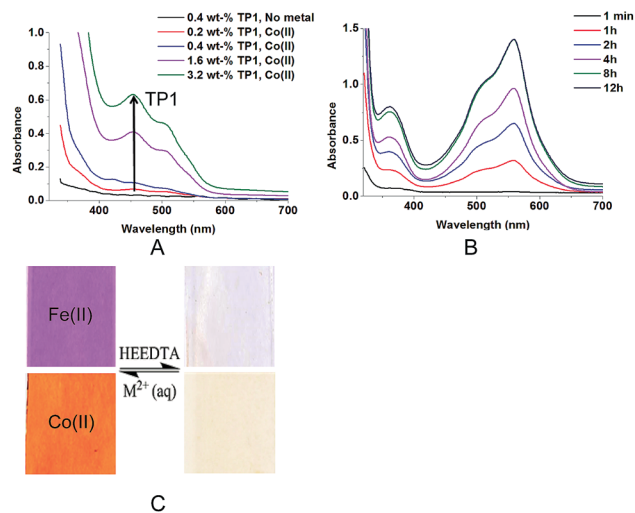 A
0.4 wt-% TP1, No metal
0.2 wt-% TP1, Co(II)
0.4 wt-% TP1, Co(II)
1.6 wt-% TP1, Co(II)
3.2 wt-% TP1, Co(II)
TP1
Absorbance
1.0
0.8
0.6
0.4
0.2
0.0
400 500 600 700
Wavelength (nm)
A
B
1 min
1h
2h
4h
8h
12h
Absorbance
1.5
1.0
0.5
0.0
400 500 600 700
Wavelength (nm)
B
Fe(II)
HEEDTA
M²⁺ (aq)
Co(II)
C